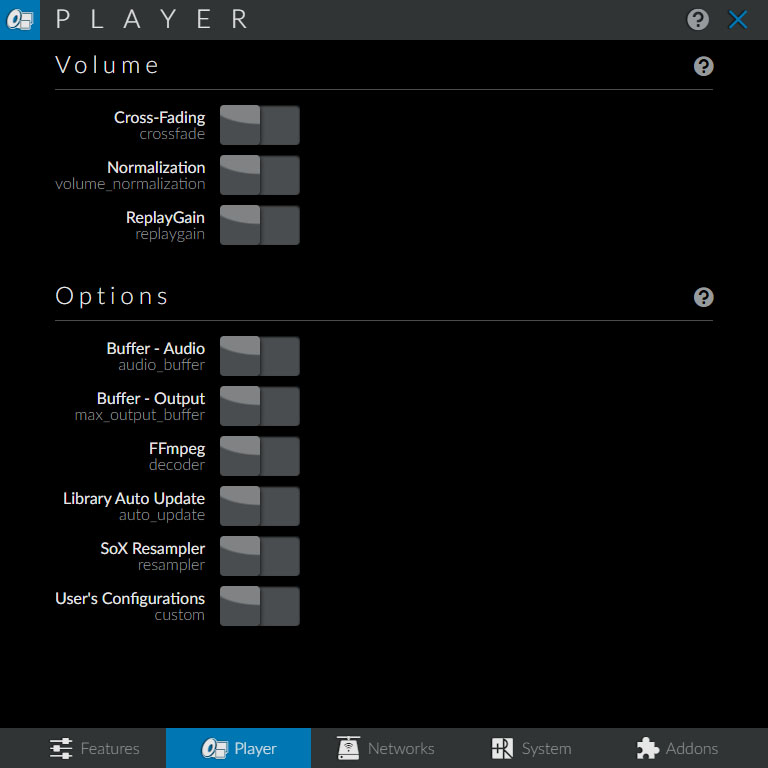 PLAYER
Volume
Cross-Fading
crossfade
Normalization
volume_normalization
ReplayGain
replaygain
Options
Buffer - Audio
audio_buffer
Buffer - Output
max_output_buffer
FFmpeg
decoder
Library Auto Update
auto_update
SoX Resampler
resampler
User's Configurations
custom
Features Player Networks System Addons